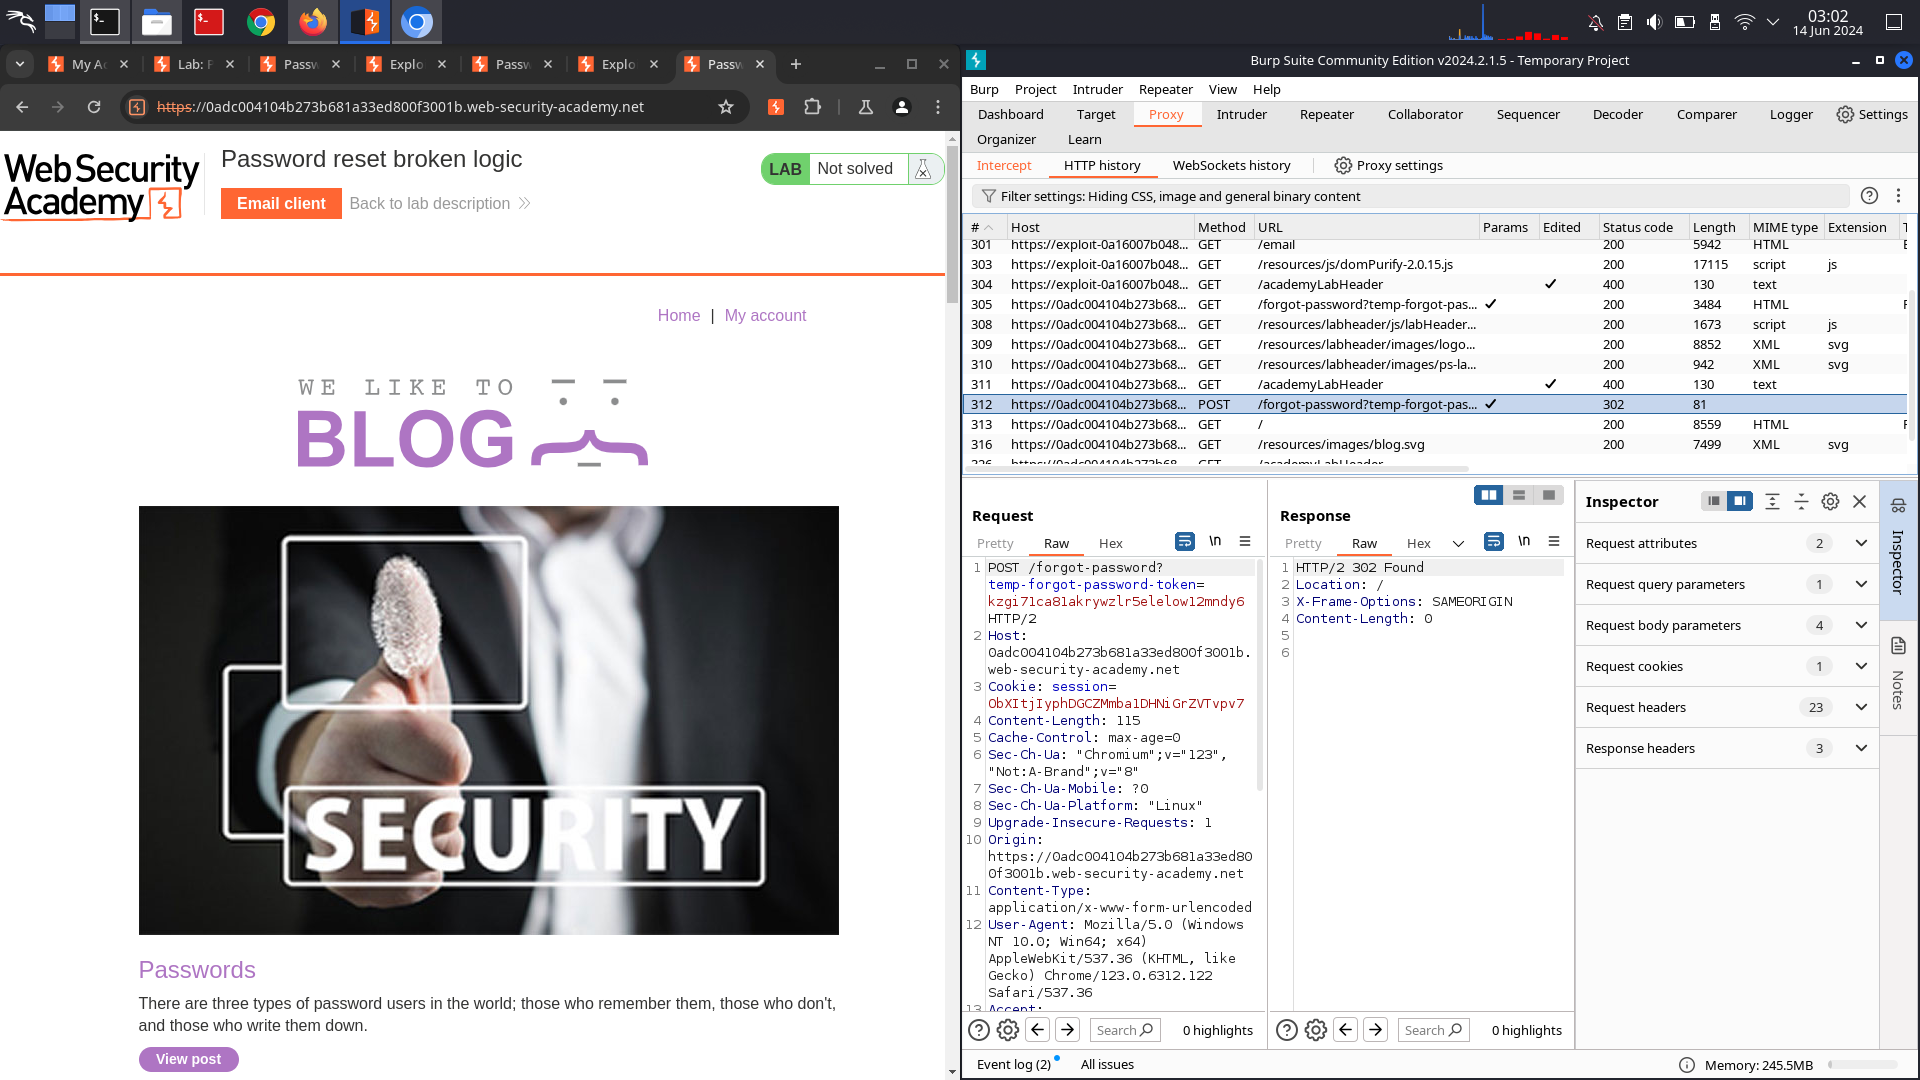 03:02
14 Jun 2024
My Ac
Lab: P
Passw
Explo
Passw
Explo
Passw
https://0adc004104b273b681a33ed800f3001b.web-security-academy.net
Web Security
Academy
Password reset broken logic
Email client
Back to lab description
LAB Not solved
Home | My account
WE LIKE TO
BLOG
SECURITY
Passwords
There are three types of password users in the world; those who remember them, those who don't,
and those who write them down.
View post
Burp Suite Community Edition v2024.2.1.5 - Temporary Project
Burp Project Intruder Repeater View Help
Dashboard Target Proxy Intruder Repeater Collaborator Sequencer Decoder Comparer Logger Settings
Organizer Learn
Intercept HTTP history WebSockets history Proxy settings
Filter settings: Hiding CSS, image and general binary content
# Host Method URL Params Edited Status code Length MIME type Extension
301 https://exploit-0a16007b048... GET /email 200 5942 HTML
303 https://exploit-0a16007b048... GET /resources/js/domPurify-2.0.15.js 200 17115 script js
304 https://exploit-0a16007b048... GET /academyLabHeader ✓ 400 130 text
305 https://0adc004104b273b68... GET /forgot-password?temp-forgot-pas... ✓ 200 3484 HTML
308 https://0adc004104b273b68... GET /resources/labheader/js/labHeader... 200 1673 script js
309 https://0adc004104b273b68... GET /resources/labheader/images/logo... 200 8852 XML svg
310 https://0adc004104b273b68... GET /resources/labheader/images/ps-la... 200 942 XML svg
311 https://0adc004104b273b68... GET /academyLabHeader ✓ 400 130 text
312 https://0adc004104b273b68... POST /forgot-password?temp-forgot-pas... ✓ 302 81
313 https://0adc004104b273b68... GET / 200 8559 HTML
316 https://0adc004104b273b68... GET /resources/images/blog.svg 200 7499 XML svg
Request
Pretty Raw Hex \n
1 POST /forgot-password?
temp-forgot-password-token=
kzgi71ca81akrywzlr5elelow12mndy6
HTTP/2
2 Host:
0adc004104b273b681a33ed800f3001b.
web-security-academy.net
3 Cookie: session=
ObXItjIyphDGCZMmba1DHNiGrZVTvpv7
4 Content-Length: 115
5 Cache-Control: max-age=0
6 Sec-Ch-Ua: "Chromium";v="123",
"Not:A-Brand";v="8"
7 Sec-Ch-Ua-Mobile: ?0
8 Sec-Ch-Ua-Platform: "Linux"
9 Upgrade-Insecure-Requests: 1
10 Origin:
https://0adc004104b273b681a33ed80
0f3001b.web-security-academy.net
11 Content-Type:
application/x-www-form-urlencoded
12 User-Agent: Mozilla/5.0 (Windows
NT 10.0; Win64; x64)
AppleWebKit/537.36 (KHTML, like
Gecko) Chrome/123.0.6312.122
Safari/537.36
13 Accept:
Search 0 highlights
Response
Pretty Raw Hex \n
1 HTTP/2 302 Found
2 Location: /
3 X-Frame-Options: SAMEORIGIN
4 Content-Length: 0
5
6
Search 0 highlights
Inspector
Request attributes 2
Request query parameters 1
Request body parameters 4
Request cookies 1
Request headers 23
Response headers 3
Inspector
Notes
Event log (2) All issues
Memory: 245.5MB